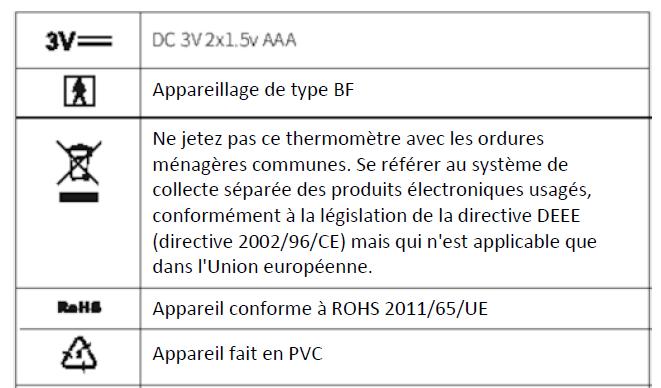 3V DC 3V 2x1.5v AAA
Appareillage de type BF
Ne jetez pas ce thermomètre avec les ordures
ménagères communes. Se référer au système de
collecte séparée des produits électroniques usagés,
conformément à la législation de la directive DEEE
(directive 2002/96/CE) mais qui n'est applicable que
dans l'Union européenne.
RoHS Appareil conforme à ROHS 2011/65/UE
Appareil fait en PVC